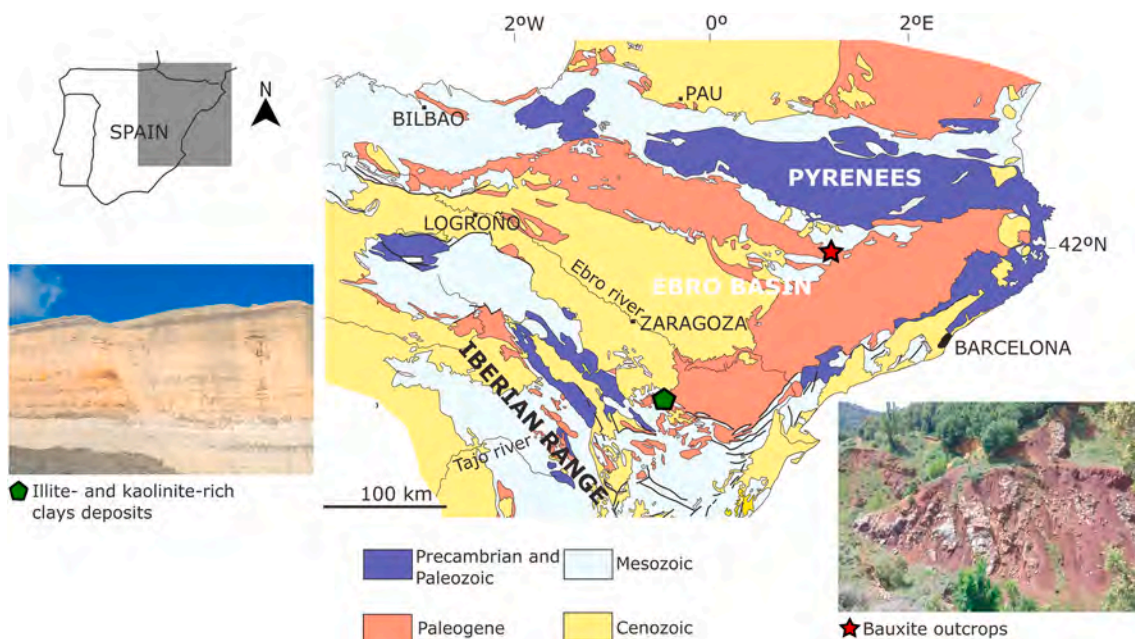 2ºW
0º
2ºE
N
SPAIN
PAU
BILBAO
PYRENEES
LOGROÑO
42ºN
Ebro river
EBRO BASIN
ZARAGOZA
BARCELONA
IBERIAN RANGE
Tajo river
100 km
Illite- and kaolinite-rich
clays deposits
Precambrian and
Paleozoic
Mesozoic
Paleogene
Cenozoic
Bauxite outcrops